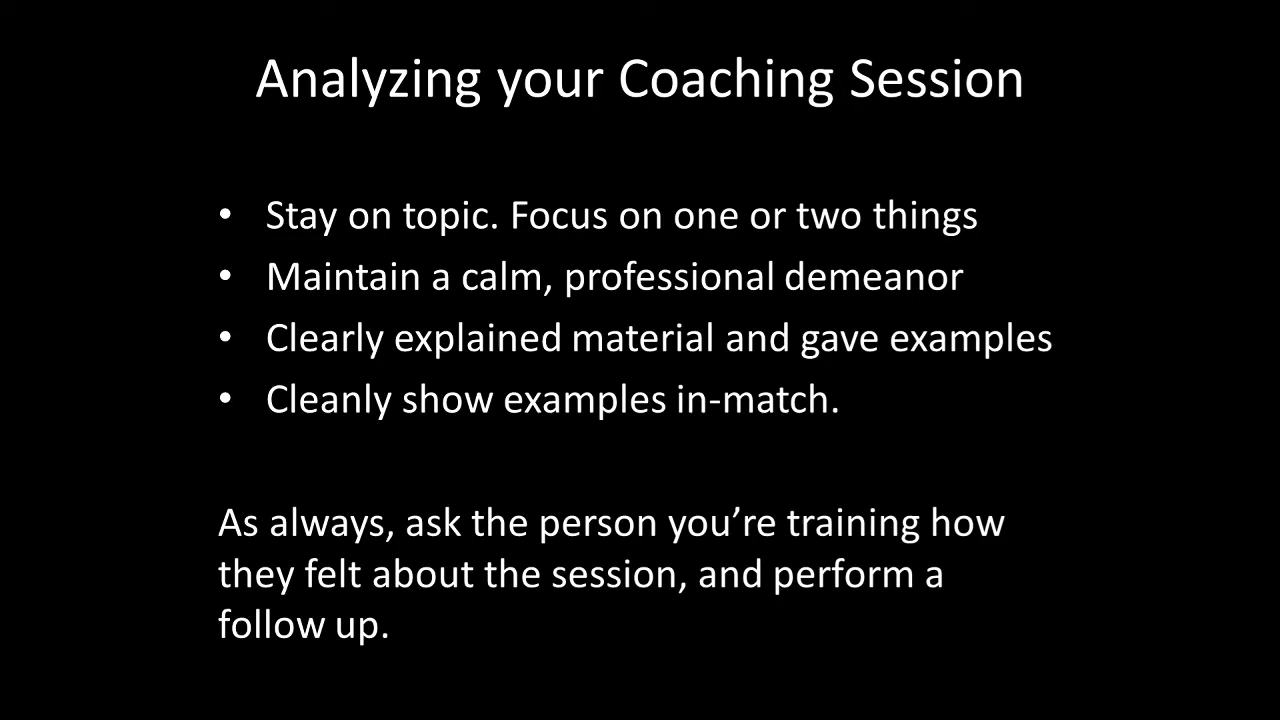 Analyzing your Coaching Session
• Stay on topic. Focus on one or two things
• Maintain a calm, professional demeanor
• Clearly explained material and gave examples
• Cleanly show examples in-match.
As always, ask the person you’re training how
they felt about the session, and perform a
follow up.